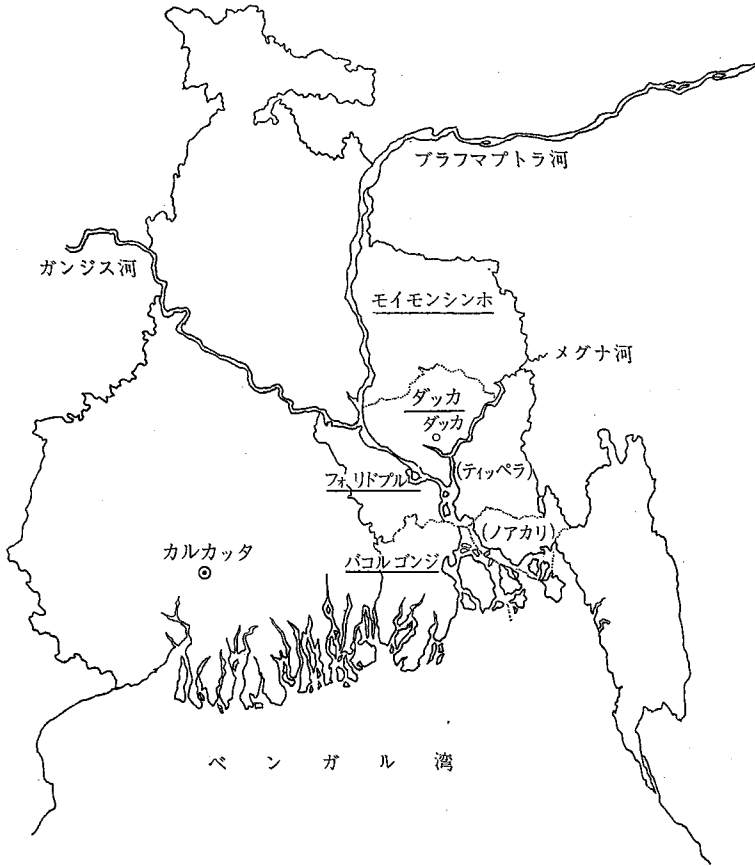 ブラフマプトラ河
ガンジス河
モイモンシンホ
メグナ河
ダッカ
ダッカ
(ティッペラ)
フォリドプル
(ノアカリ)
カルカッタ
バコルゴンジ
ベンガル湾